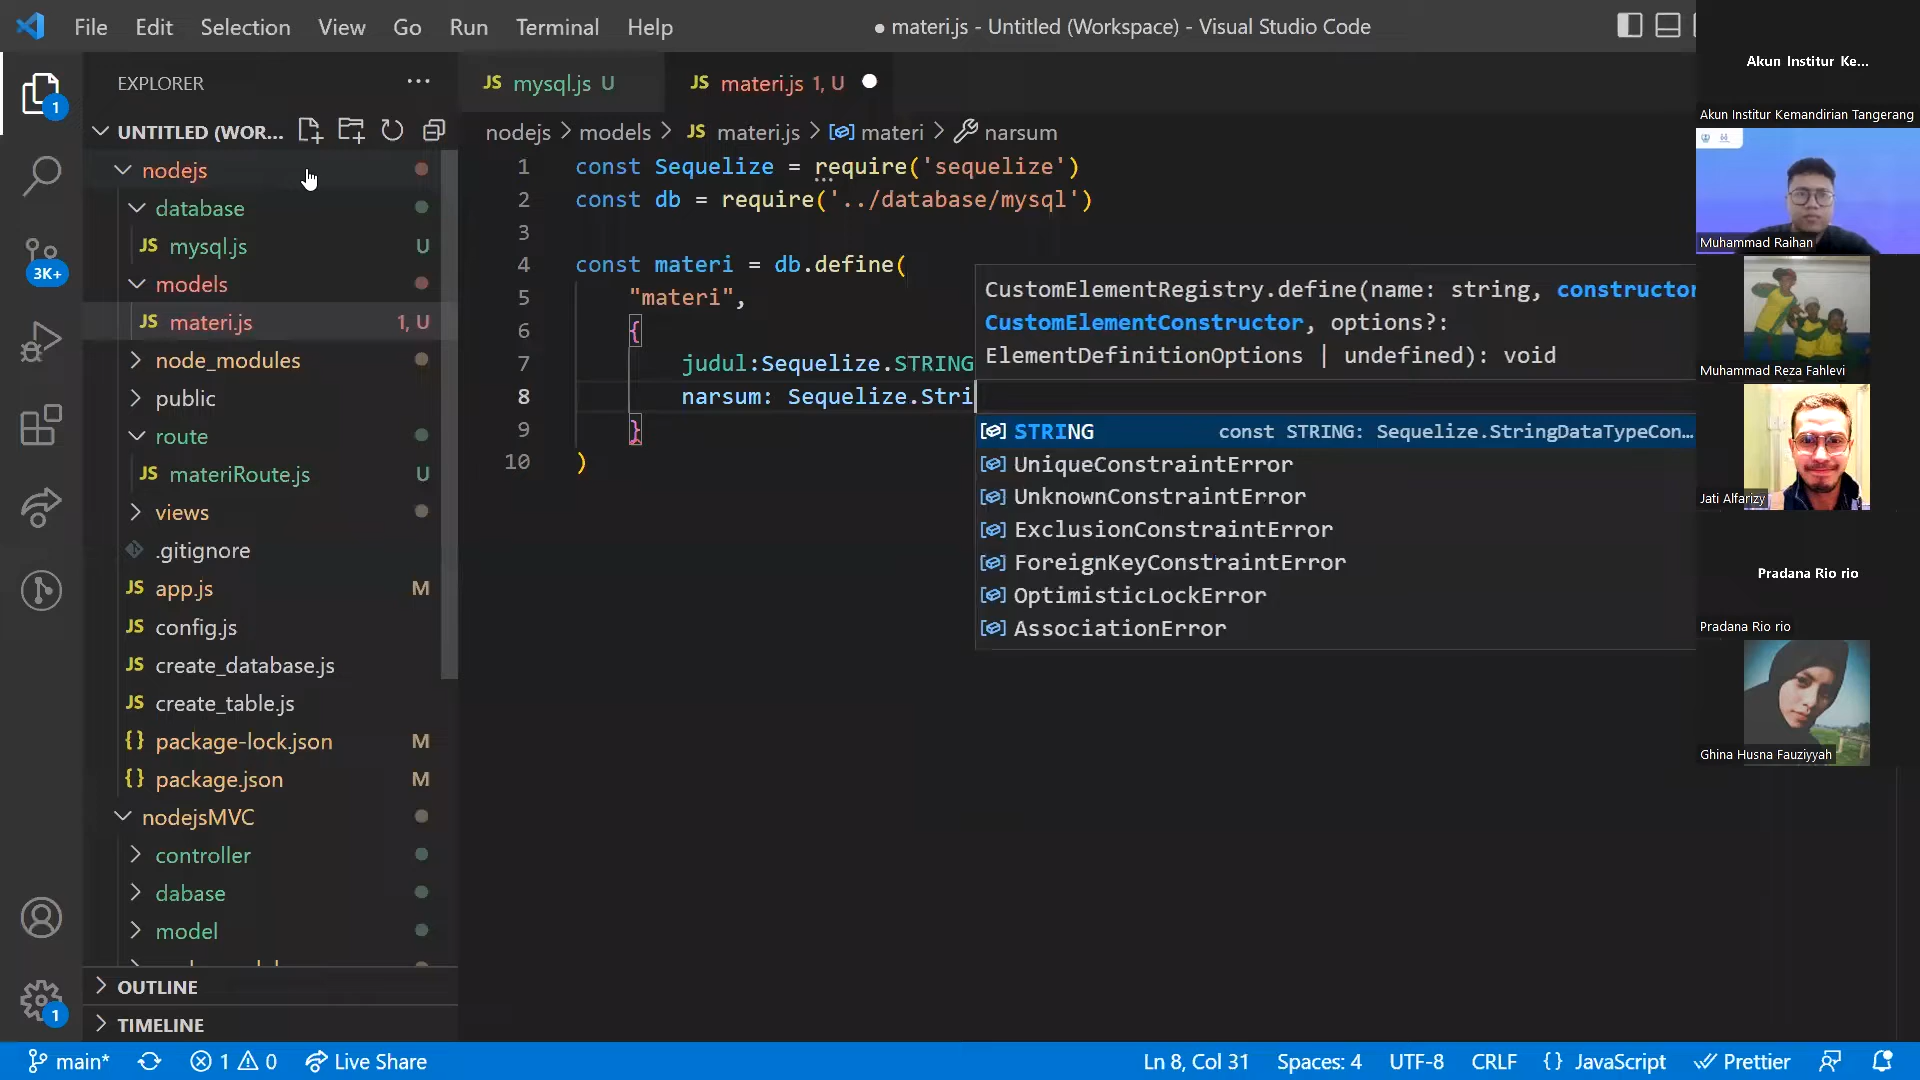 File Edit Selection View Go Run Terminal Help
● materi.js - Untitled (Workspace) - Visual Studio Code
EXPLORER
UNTITLED (WOR...
nodejs
database
JS mysql.js U
models
JS materi.js 1, U
node_modules
public
route
JS materiRoute.js U
views
.gitignore
JS app.js M
JS config.js
JS create_database.js
JS create_table.js
{} package-lock.json M
{} package.json M
nodejsMVC
controller
dabase
model
OUTLINE
TIMELINE
1
3K+
1
JS mysql.js U
JS materi.js 1, U
nodejs > models > JS materi.js > materi > narsum
1 const Sequelize = require('sequelize')
2 const db = require('../database/mysql')
3
4 const materi = db.define(
5 "materi",
6 {
7 judul:Sequelize.STRING
8 narsum: Sequelize.Stri
9 }
10 )
CustomElementRegistry.define(name: string, constructor
CustomElementConstructor, options?:
ElementDefinitionOptions | undefined): void
STRING const STRING: Sequelize.StringDataTypeCon...
UniqueConstraintError
UnknownConstraintError
ExclusionConstraintError
ForeignKeyConstraintError
OptimisticLockError
AssociationError
Akun Institur Ke...
Akun Institur Kemandirian Tangerang
Muhammad Raihan
Muhammad Reza Fahlevi
Jati Alfarizy
Pradana Rio rio
Pradana Rio rio
Ghina Husna Fauziyyah
main* 1 0 Live Share
Ln 8, Col 31 Spaces: 4 UTF-8 CRLF {} JavaScript Prettier